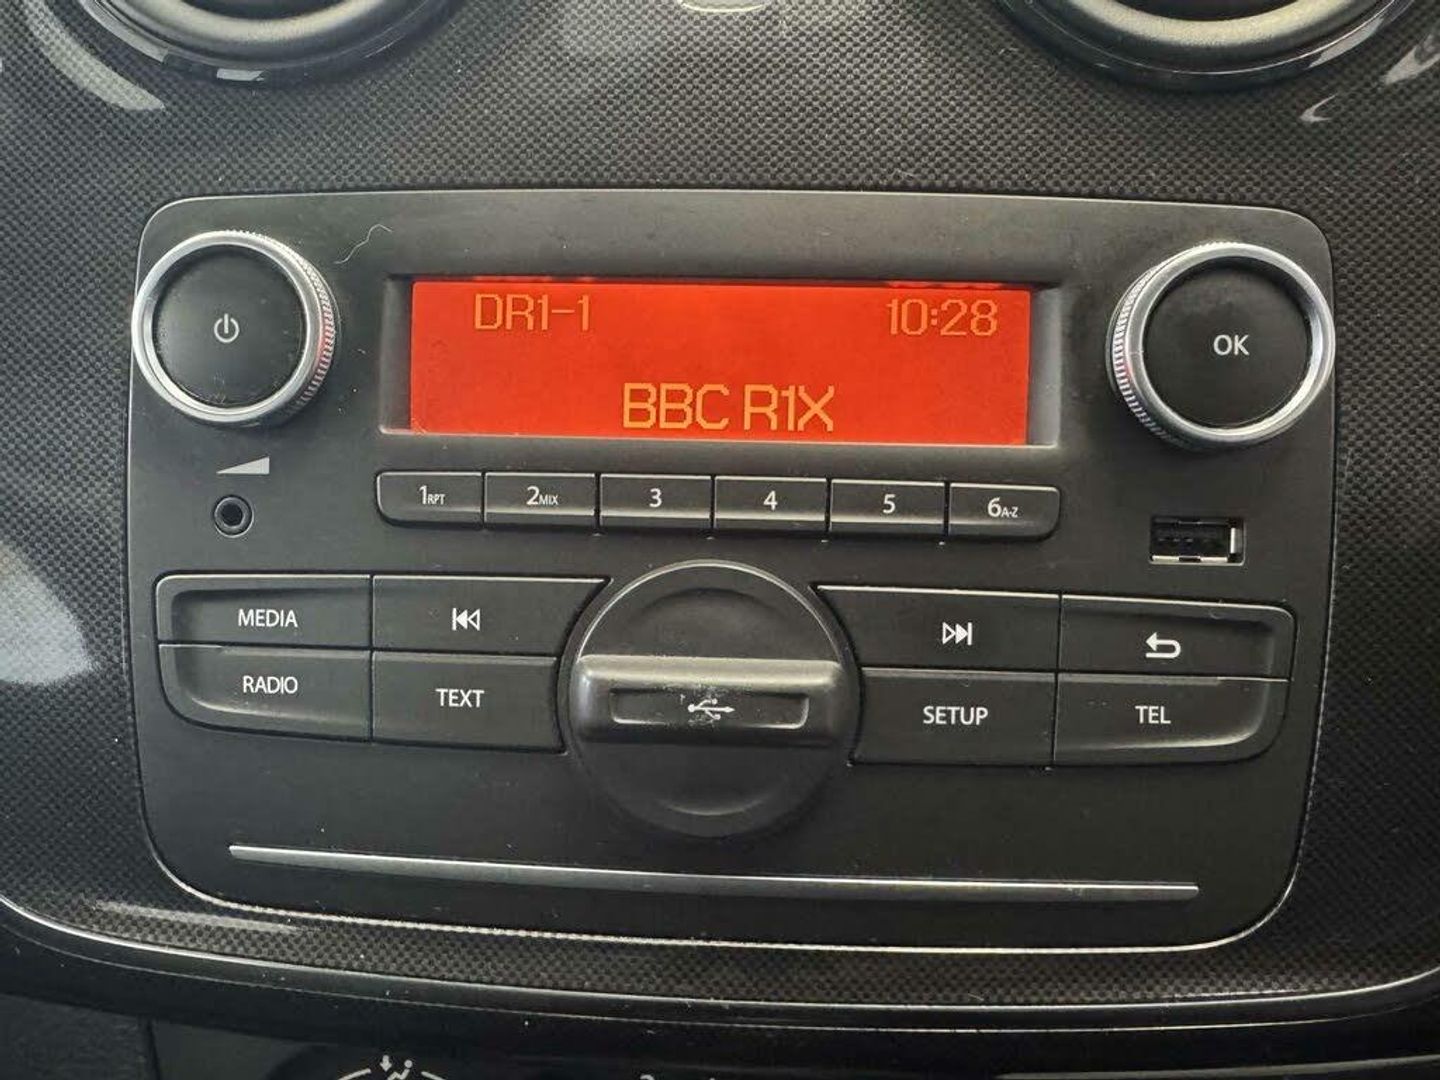 DR1-1 10:28
BBC R1X
OK
1RPT 2MIX 3 4 5 6A-Z
MEDIA
RADIO TEXT
SETUP TEL